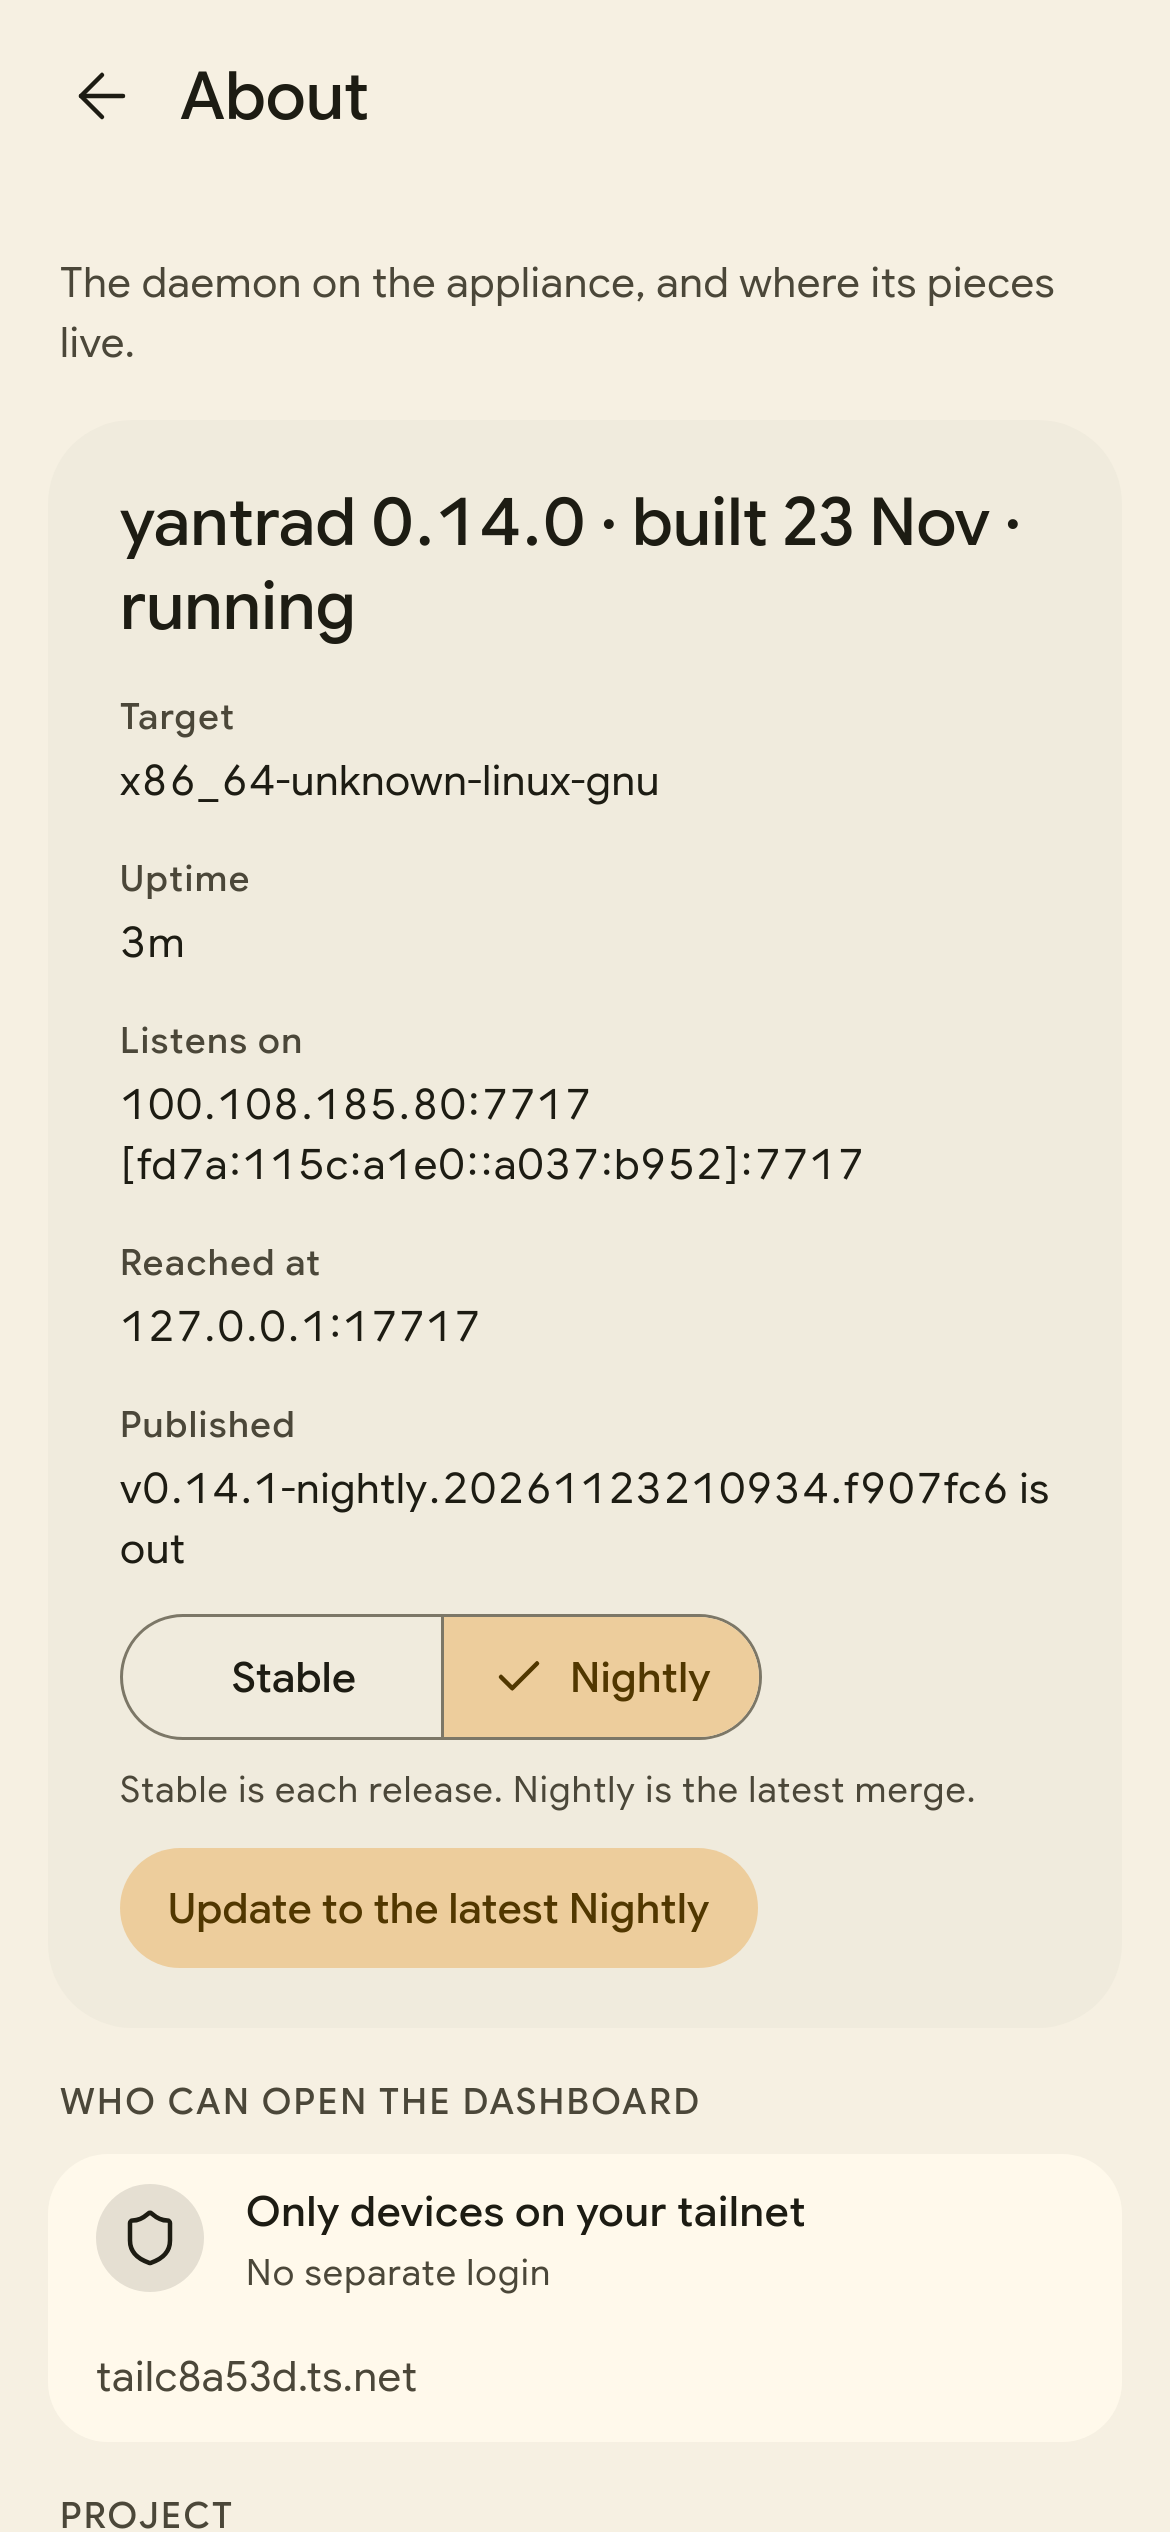 About
The daemon on the appliance, and where its pieces
live.
yantrad 0.14.0 · built 23 Nov ·
running
Target
x86_64-unknown-linux-gnu
Uptime
3m
Listens on
100.108.185.80:7717
[fd7a:115c:a1e0::a037:b952]:7717
Reached at
127.0.0.1:17717
Published
v0.14.1-nightly.20261123210934.f907fc6 is
out
Stable
Nightly
Stable is each release. Nightly is the latest merge.
Update to the latest Nightly
WHO CAN OPEN THE DASHBOARD
Only devices on your tailnet
No separate login
tailc8a53d.ts.net
PROJECT